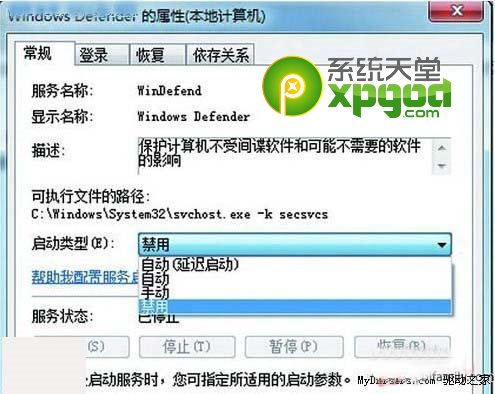 Windows Defender 的属性(本地计算机)
常规 登录 恢复 依存关系
系统天堂
xpgod
.com
服务名称: WinDefend
显示名称: Windows Defender
描述: 保护计算机不受间谍软件和可能不需要的软件
的影响
可执行文件的路径:
C:\Windows\System32\svchost.exe -k secsvcs
启动类型(E): 禁用
自动(延迟启动)
自动
手动
禁用
帮助我配置服务启
服务状态: 已停止
(S) 停止(T) 暂停(P) 恢复(R)
启动服务时，您可指定所适用的启动参数。
MyDrivers.com 驱动之家